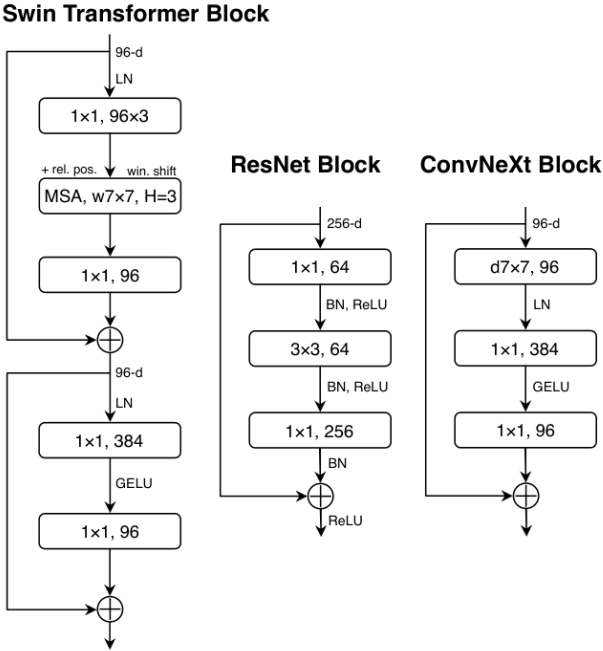 Swin Transformer Block
96-d
LN
1×1, 96×3
+ rel. pos.
win. shift
MSA, w7×7, H=3
1×1, 96
96-d
LN
1×1, 384
GELU
1×1, 96
ResNet Block
256-d
1×1, 64
BN, ReLU
3×3, 64
BN, ReLU
1×1, 256
BN
ReLU
ConvNeXt Block
96-d
d7×7, 96
LN
1×1, 384
GELU
1×1, 96